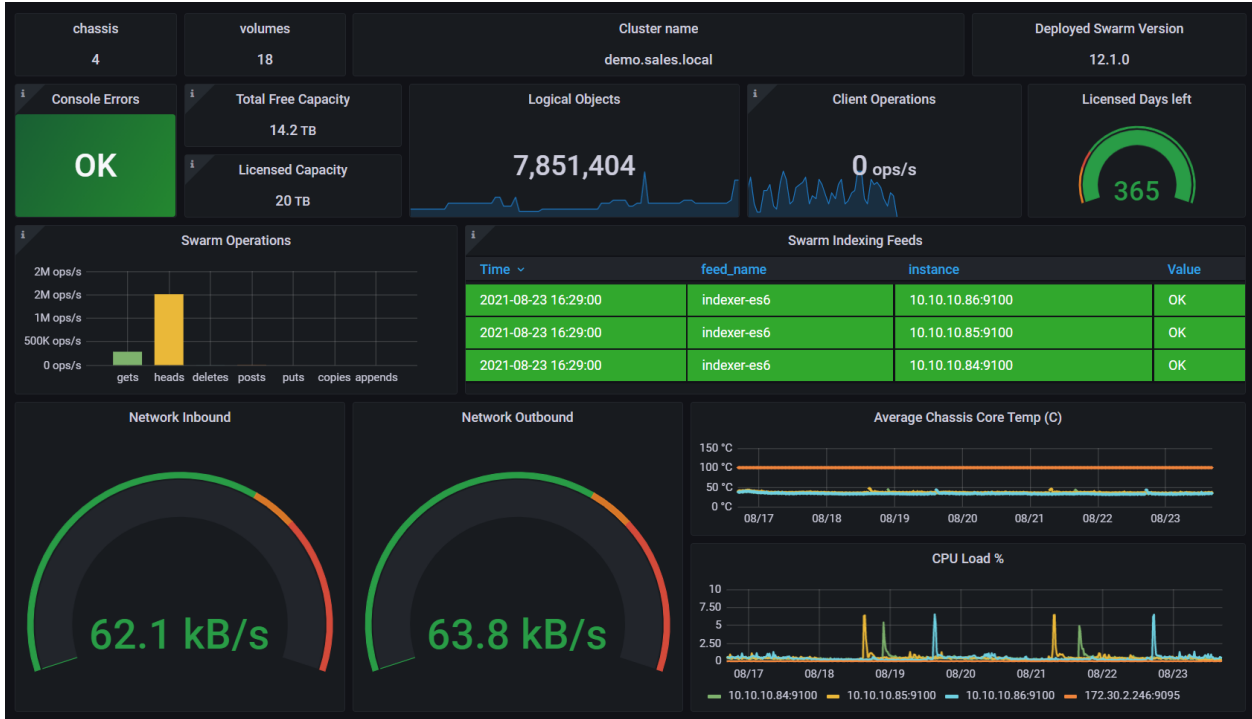 chassis
4
volumes
18
Cluster name
demo.sales.local
Deployed Swarm Version
12.1.0
i
Console Errors
OK
i
Total Free Capacity
14.2 TB
i
Licensed Capacity
20 TB
Logical Objects
7,851,404
i
Client Operations
0 ops/s
Licensed Days left
365
i
Swarm Operations
2M ops/s
2M ops/s
1M ops/s
500K ops/s
0 ops/s
gets heads deletes posts puts copies appends
i
Swarm Indexing Feeds
Time feed_name instance Value
2021-08-23 16:29:00 indexer-es6 10.10.10.86:9100 OK
2021-08-23 16:29:00 indexer-es6 10.10.10.85:9100 OK
2021-08-23 16:29:00 indexer-es6 10.10.10.84:9100 OK
Network Inbound
62.1 kB/s
Network Outbound
63.8 kB/s
Average Chassis Core Temp (C)
150 °C
100 °C
50 °C
0 °C
08/17 08/18 08/19 08/20 08/21 08/22 08/23
CPU Load %
10
7.50
5
2.50
0
08/17 08/18 08/19 08/20 08/21 08/22 08/23
10.10.10.84:9100 10.10.10.85:9100 10.10.10.86:9100 172.30.2.246:9095